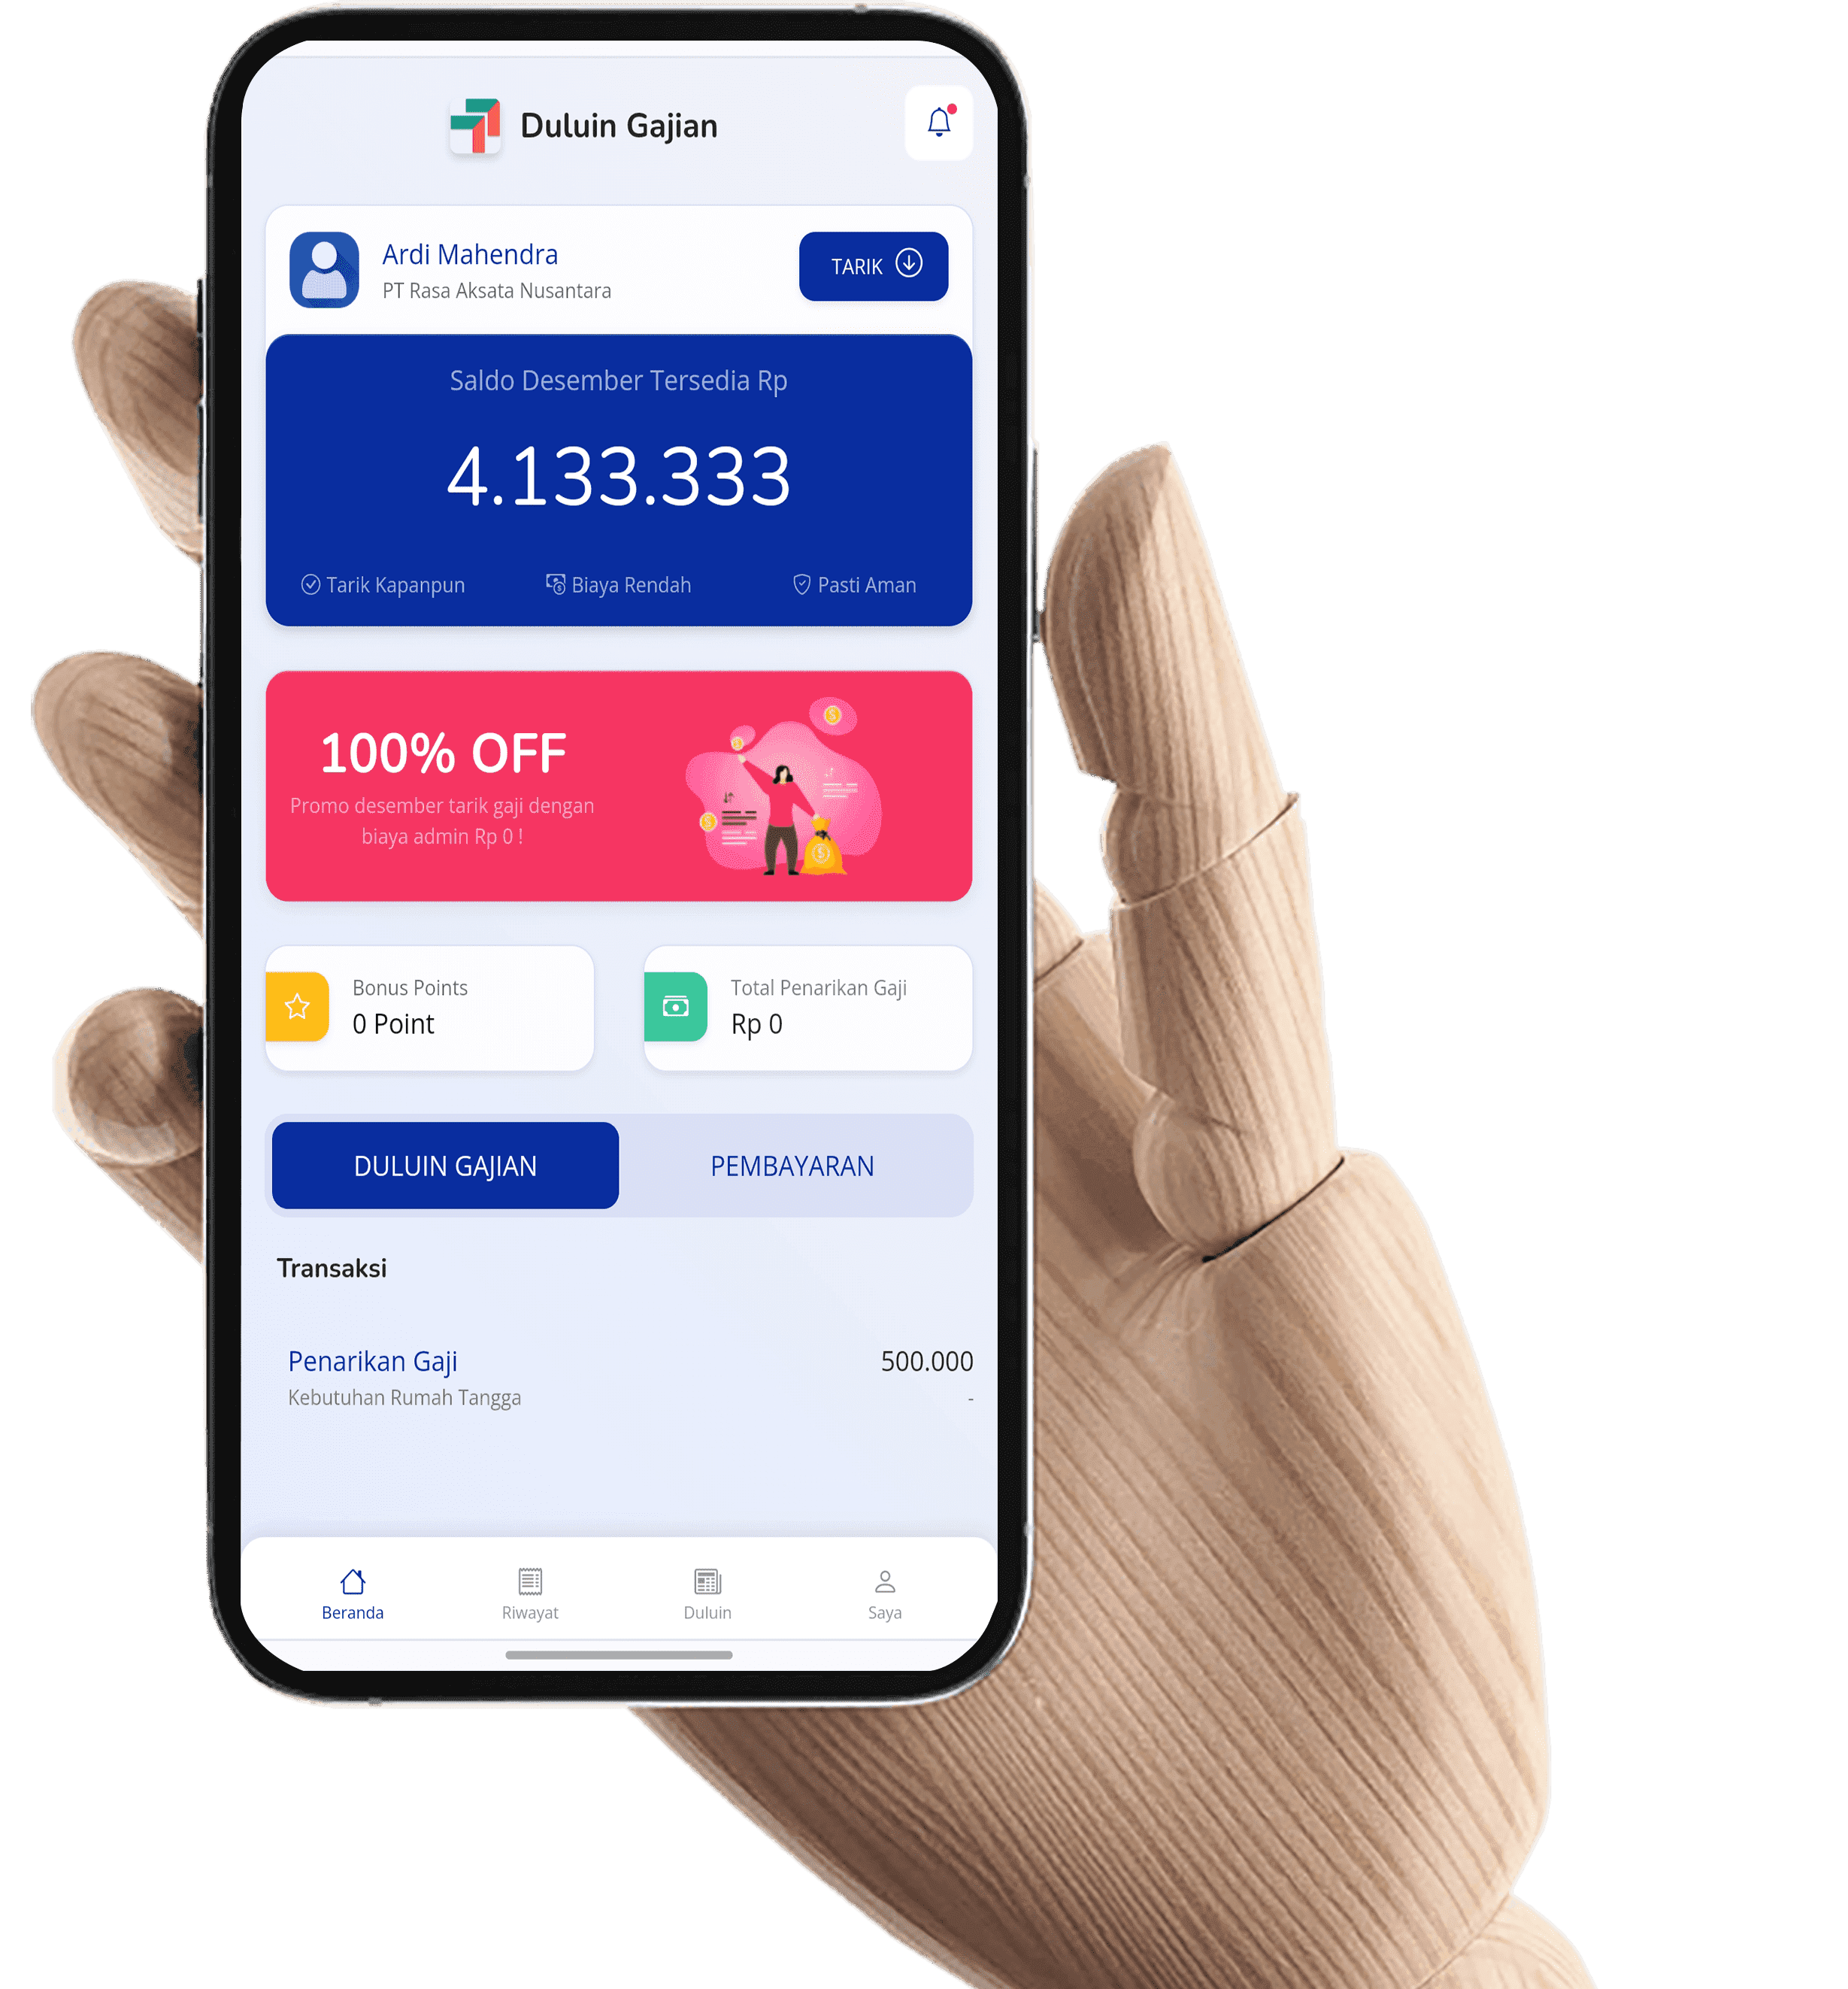 Duluin Gajian
Ardi Mahendra
PT Rasa Aksata Nusantara
TARIK
Saldo Desember Tersedia Rp
4.133.333
Tarik Kapanpun
Biaya Rendah
Pasti Aman
100% OFF
Promo desember tarik gaji dengan
biaya admin Rp 0 !
Bonus Points
0 Point
Total Penarikan Gaji
Rp 0
DULUIN GAJIAN
PEMBAYARAN
Transaksi
Penarikan Gaji
500.000
Kebutuhan Rumah Tangga
-
Beranda
Riwayat
Duluin
Saya